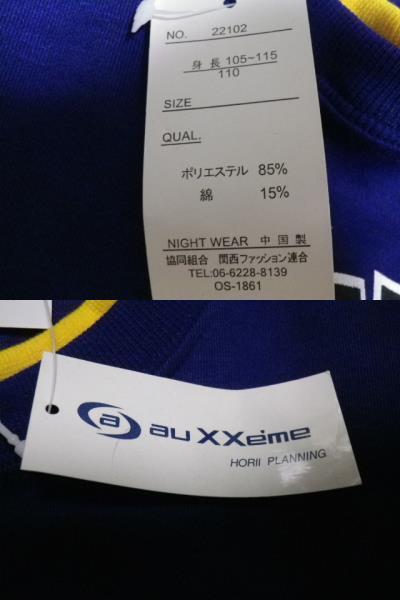 NO. 22102
身長 105~115
110
SIZE
QUAL.
ポリエステル 85%
綿 15%
NIGHT WEAR 中国製
協同組合 関西ファッション連合
TEL:06-6228-8139
OS-1861
a au XXeime
HORII PLANNING